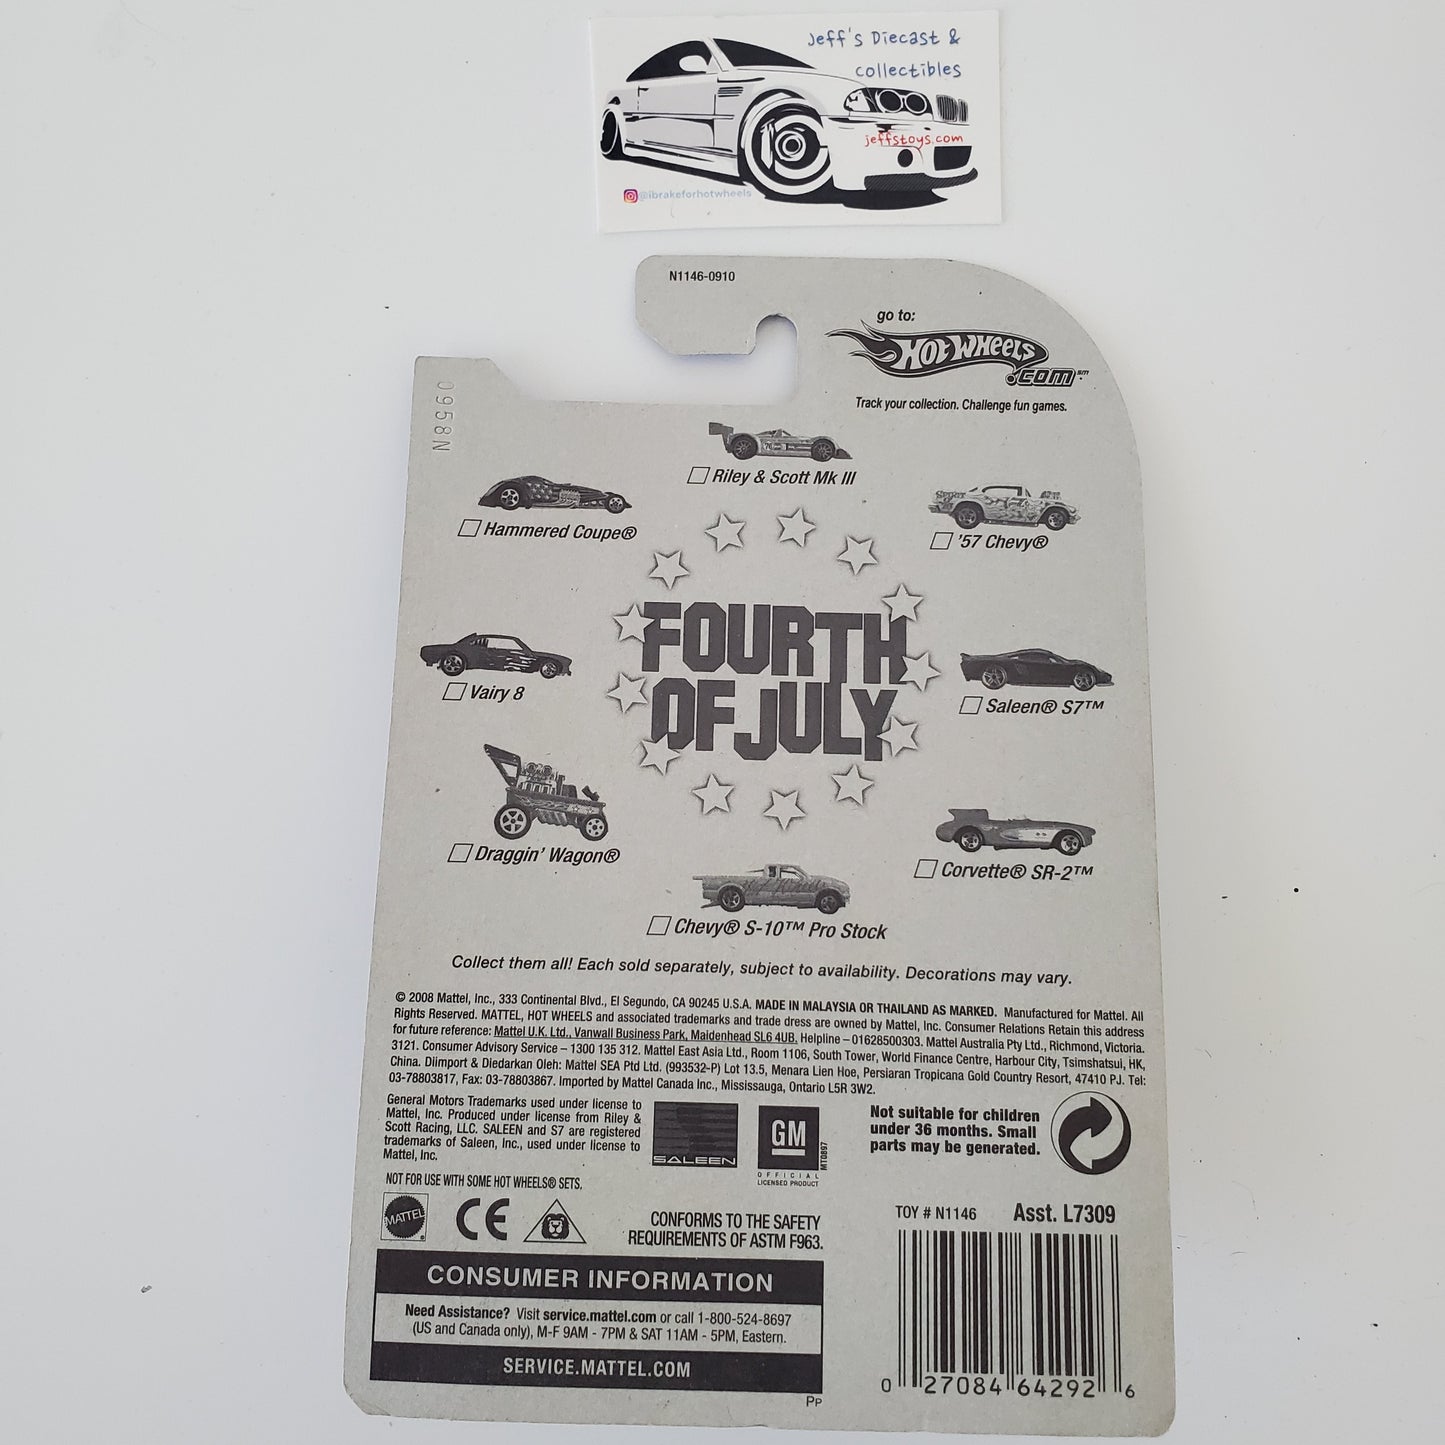 Jeff's Diecast &
collectibles
jeffstoys.com
@ibrakeforhotwheels
N1146-0910
go to:
HOT WHEELS
.COM℠
Track your collection. Challenge fun games.
0958N
Riley & Scott Mk III
Hammered Coupe®
'57 Chevy®
FOURTH
OF JULY
Vairy 8
Saleen® S7™
Draggin' Wagon®
Corvette® SR-2™
Chevy® S-10™ Pro Stock
Collect them all! Each sold separately, subject to availability. Decorations may vary.
© 2008 Mattel, Inc., 333 Continental Blvd., El Segundo, CA 90245 U.S.A. MADE IN MALAYSIA OR THAILAND AS MARKED. Manufactured for Mattel. All
Rights Reserved. MATTEL, HOT WHEELS and associated trademarks and trade dress are owned by Mattel, Inc. Consumer Relations Retain this address
for future reference: Mattel U.K. Ltd., Vanwall Business Park, Maidenhead SL6 4UB. Helpline – 01628500303. Mattel Australia Pty Ltd., Richmond, Victoria.
3121. Consumer Advisory Service – 1300 135 312. Mattel East Asia Ltd., Room 1106, South Tower, World Finance Centre, Harbour City, Tsimshatsui, HK,
China. Diimport & Diedarkan Oleh: Mattel SEA Ptd Ltd. (993532-P) Lot 13.5, Menara Lien Hoe, Persiaran Tropicana Gold Country Resort, 47410 PJ. Tel:
03-78803817, Fax: 03-78803867. Imported by Mattel Canada Inc., Mississauga, Ontario L5R 3W2.
General Motors Trademarks used under license to
Mattel, Inc. Produced under license from Riley &
Scott Racing, LLC. SALEEN and S7 are registered
trademarks of Saleen, Inc., used under license to
Mattel, Inc.
SALEEN
GM
OFFICIAL
LICENSED PRODUCT
MT0897
Not suitable for children
under 36 months. Small
parts may be generated.
NOT FOR USE WITH SOME HOT WHEELS® SETS.
MATTEL
CE
CONFORMS TO THE SAFETY
REQUIREMENTS OF ASTM F963.
TOY # N1146 Asst. L7309
CONSUMER INFORMATION
Need Assistance? Visit service.mattel.com or call 1-800-524-8697
(US and Canada only), M-F 9AM - 7PM & SAT 11AM - 5PM, Eastern.
SERVICE.MATTEL.COM
PP
0 27084 64292 6